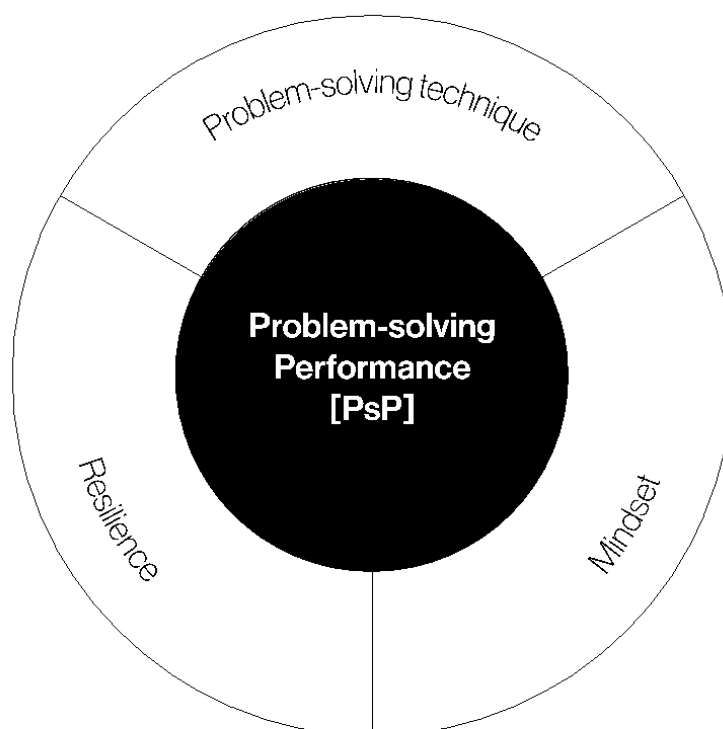 Problem-solving technique
Problem-solving
Performance
[PsP]
Resilience
Mindset